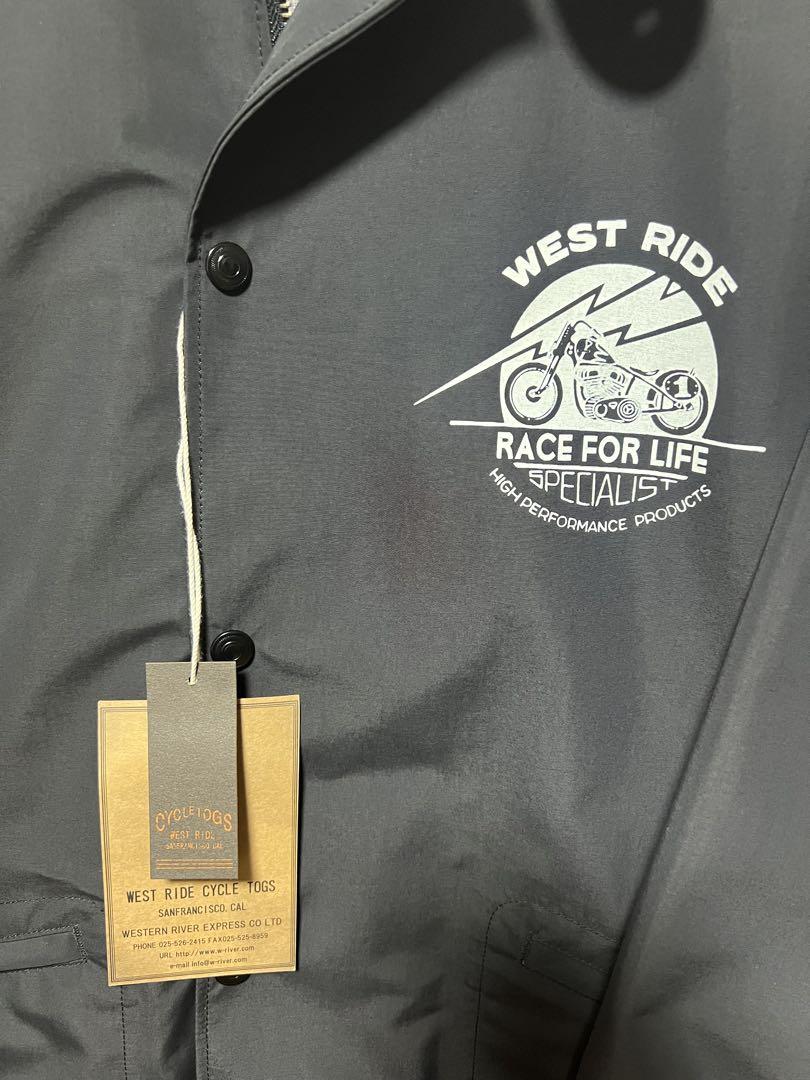 WEST RIDE
1
RACE FOR LIFE
SPECIALIST
HIGH PERFORMANCE PRODUCTS
CYCLETOGS
WEST RIDE
SANFRANCISCO CAL
WEST RIDE CYCLE TOGS
SANFRANCISCO. CAL
WESTERN RIVER EXPRESS CO LTD
PHONE 025-526-2415 FAX025-525-8959
URL http://www.w-river.com
e-mail info@w-river.com